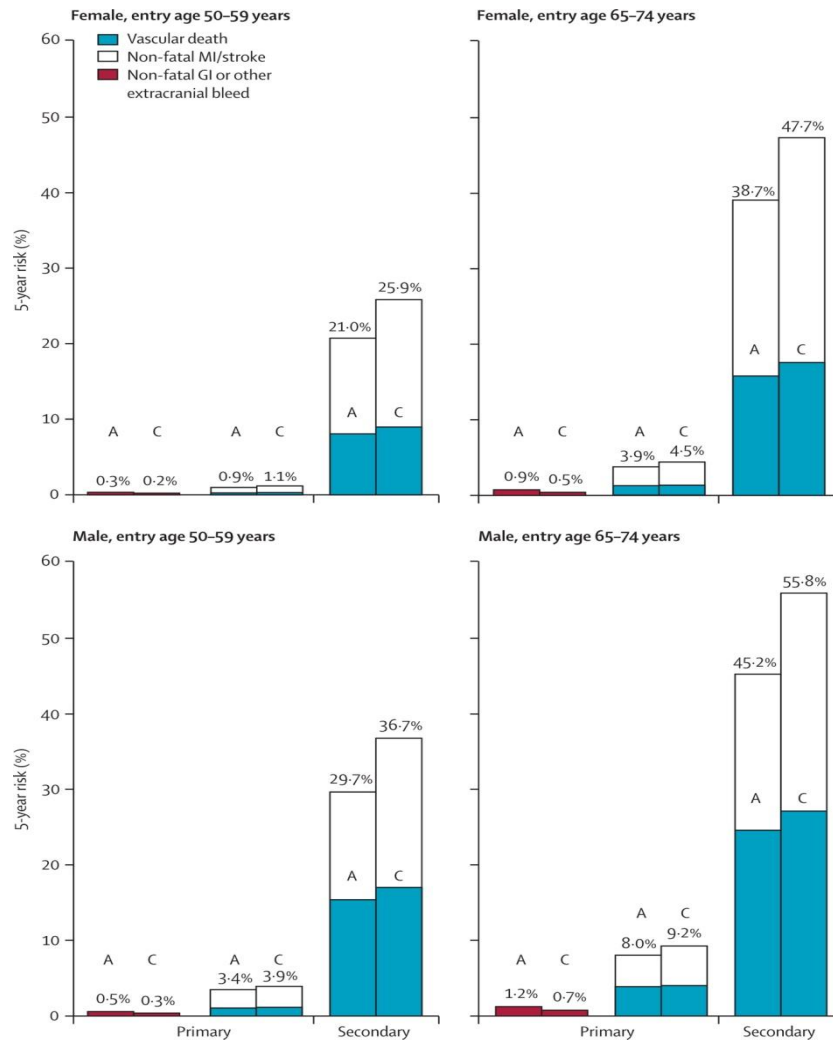 Female, entry age 50–59 years
60
50
40
30
20
10
0
5-year risk (%)
Vascular death
Non-fatal MI/stroke
Non-fatal GI or other
extracranial bleed
A C A C A C
0·3% 0·2% 0·9% 1·1% 21·0% 25·9%
Female, entry age 65–74 years
A C A C A C
0·9% 0·5% 3·9% 4·5% 38·7% 47·7%
Male, entry age 50–59 years
60
50
40
30
20
10
0
5-year risk (%)
A C A C A C
0·5% 0·3% 3·4% 3·9% 29·7% 36·7%
Primary Secondary
Male, entry age 65–74 years
A C A C A C
1·2% 0·7% 8·0% 9·2% 45·2% 55·8%
Primary Secondary